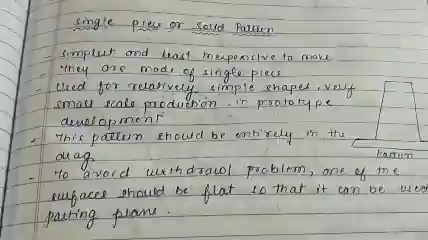 Single piece or Solid Pattern
- Simplest and least inexpensive to make
- They are made of single piece
- Used for relatively simple shapes, very
small scale production, in prototype
development
- This pattern should be entirely in the
drag.
- To avoid withdrawl problem, one of the
surfaces should be flat so that it can be used
parting plane.
Pattern